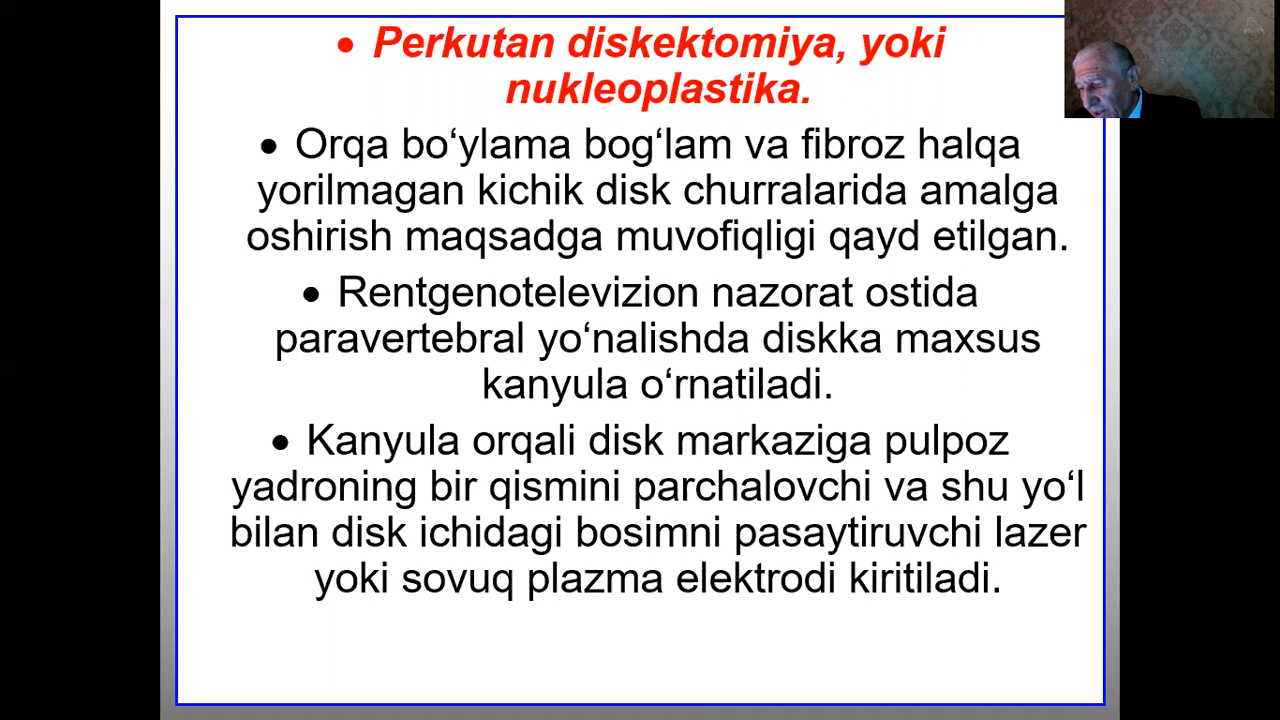 • Perkutan diskektomiya, yoki
nukleoplastika.
• Orqa bo‘ylama bog‘lam va fibroz halqa
yorilmagan kichik disk churralarida amalga
oshirish maqsadga muvofiqligi qayd etilgan.
• Rentgenotelevizion nazorat ostida
paravertebral yo‘nalishda diskka maxsus
kanyula o‘rnatiladi.
• Kanyula orqali disk markaziga pulpoz
yadroning bir qismini parchalovchi va shu yo‘l
bilan disk ichidagi bosimni pasaytiruvchi lazer
yoki sovuq plazma elektrodi kiritiladi.